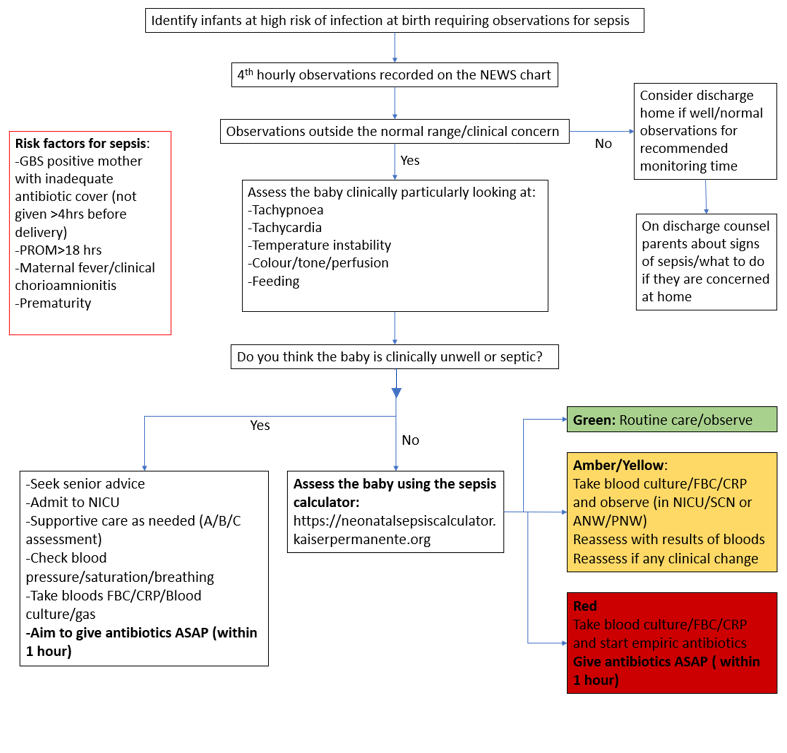 Identify infants at high risk of infection at birth requiring observations for sepsis
4th hourly observations recorded on the NEWS chart
Observations outside the normal range/clinical concern
No
Consider discharge
home if well/normal
observations for
recommended
monitoring time
On discharge counsel
parents about signs
of sepsis/what to do
if they are concerned
at home
Risk factors for sepsis:
-GBS positive mother
with inadequate
antibiotic cover (not
given >4hrs before
delivery)
-PROM>18 hrs
-Maternal fever/clinical
chorioamnionitis
-Prematurity
Yes
Assess the baby clinically particularly looking at:
-Tachypnoea
-Tachycardia
-Temperature instability
-Colour/tone/perfusion
-Feeding
Do you think the baby is clinically unwell or septic?
Yes
No
-Seek senior advice
-Admit to NICU
-Supportive care as needed (A/B/C
assessment)
-Check blood
pressure/saturation/breathing
-Take bloods FBC/CRP/Blood
culture/gas
-Aim to give antibiotics ASAP (within
1 hour)
Assess the baby using the sepsis
calculator:
https://neonatalsepsiscalculator.
kaiserpermanente.org
Green: Routine care/observe
Amber/Yellow:
Take blood culture/FBC/CRP
and observe (in NICU/SCN or
ANW/PNW)
Reassess with results of bloods
Reassess if any clinical change
Red
Take blood culture/FBC/CRP
and start empiric antibiotics
Give antibiotics ASAP ( within
1 hour)